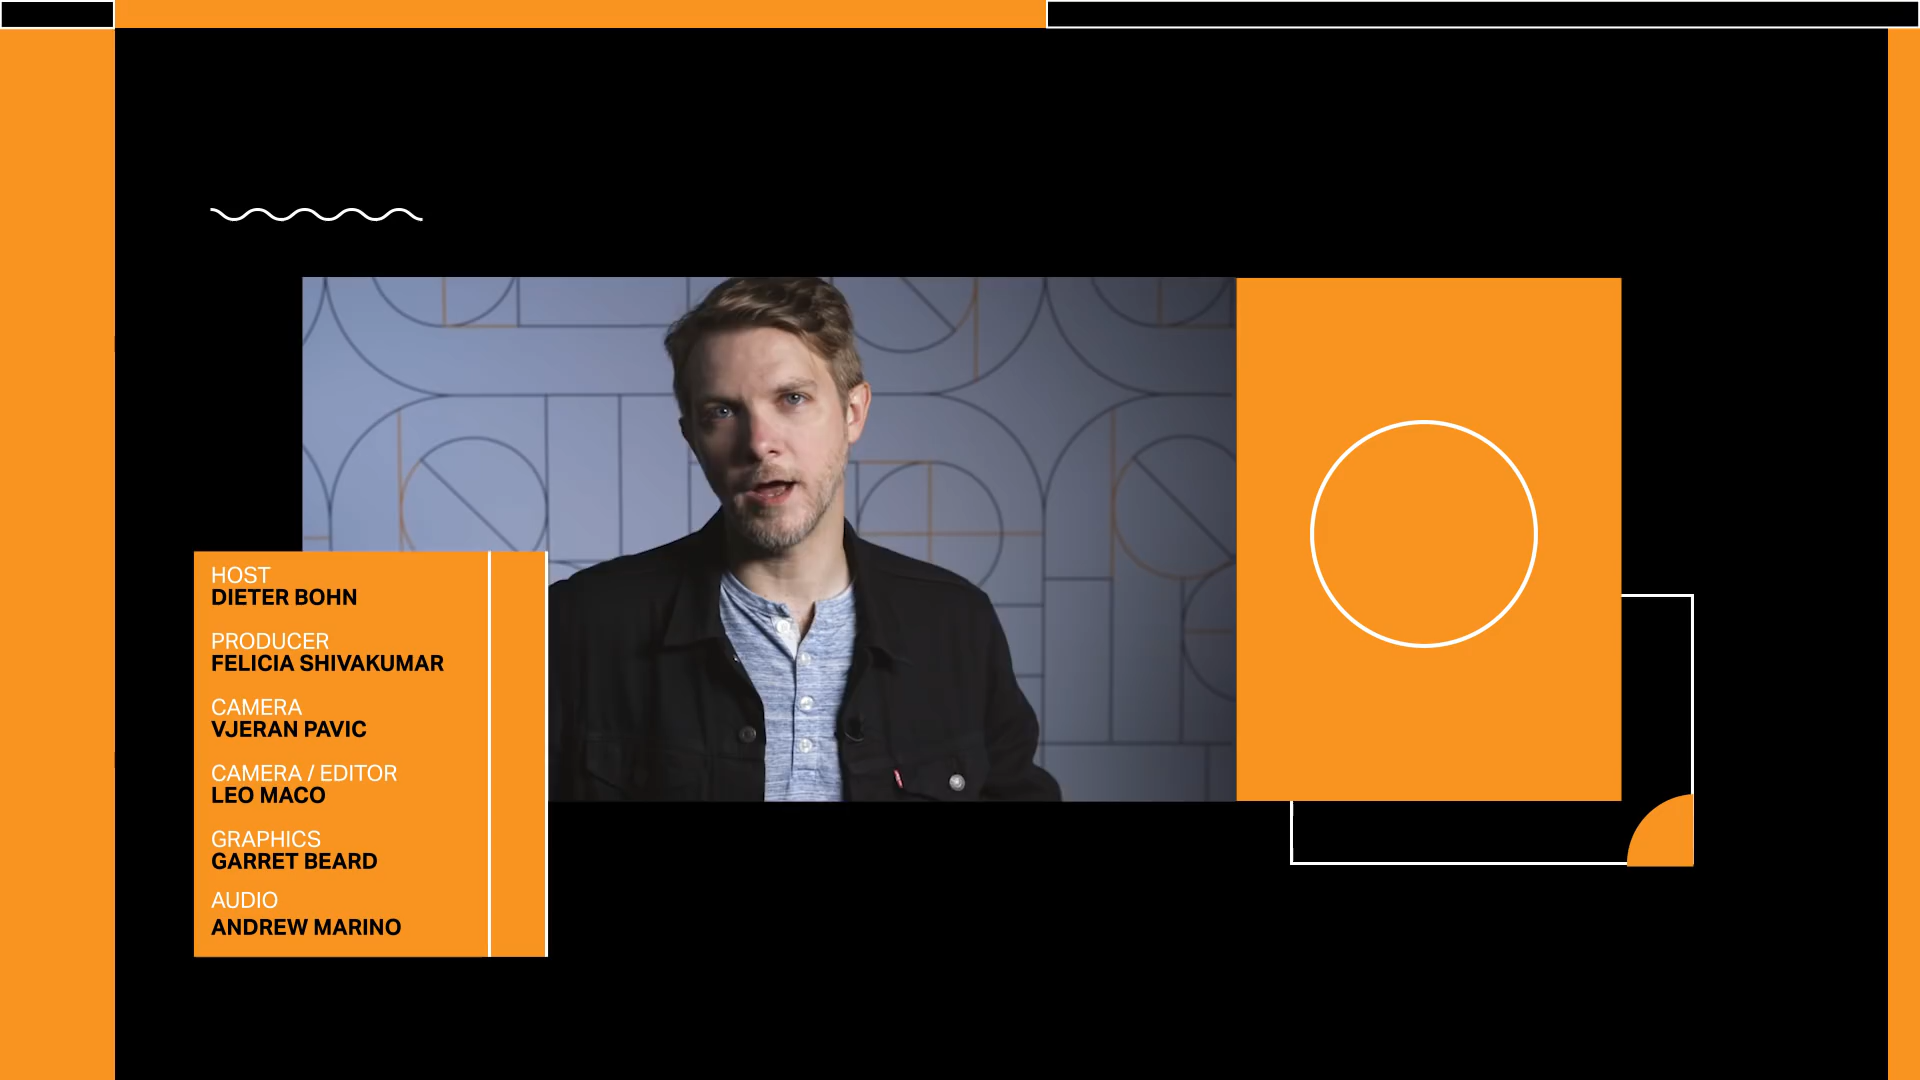 HOST
DIETER BOHN
PRODUCER
FELICIA SHIVAKUMAR
CAMERA
VJERAN PAVIC
CAMERA / EDITOR
LEO MACO
GRAPHICS
GARRET BEARD
AUDIO
ANDREW MARINO